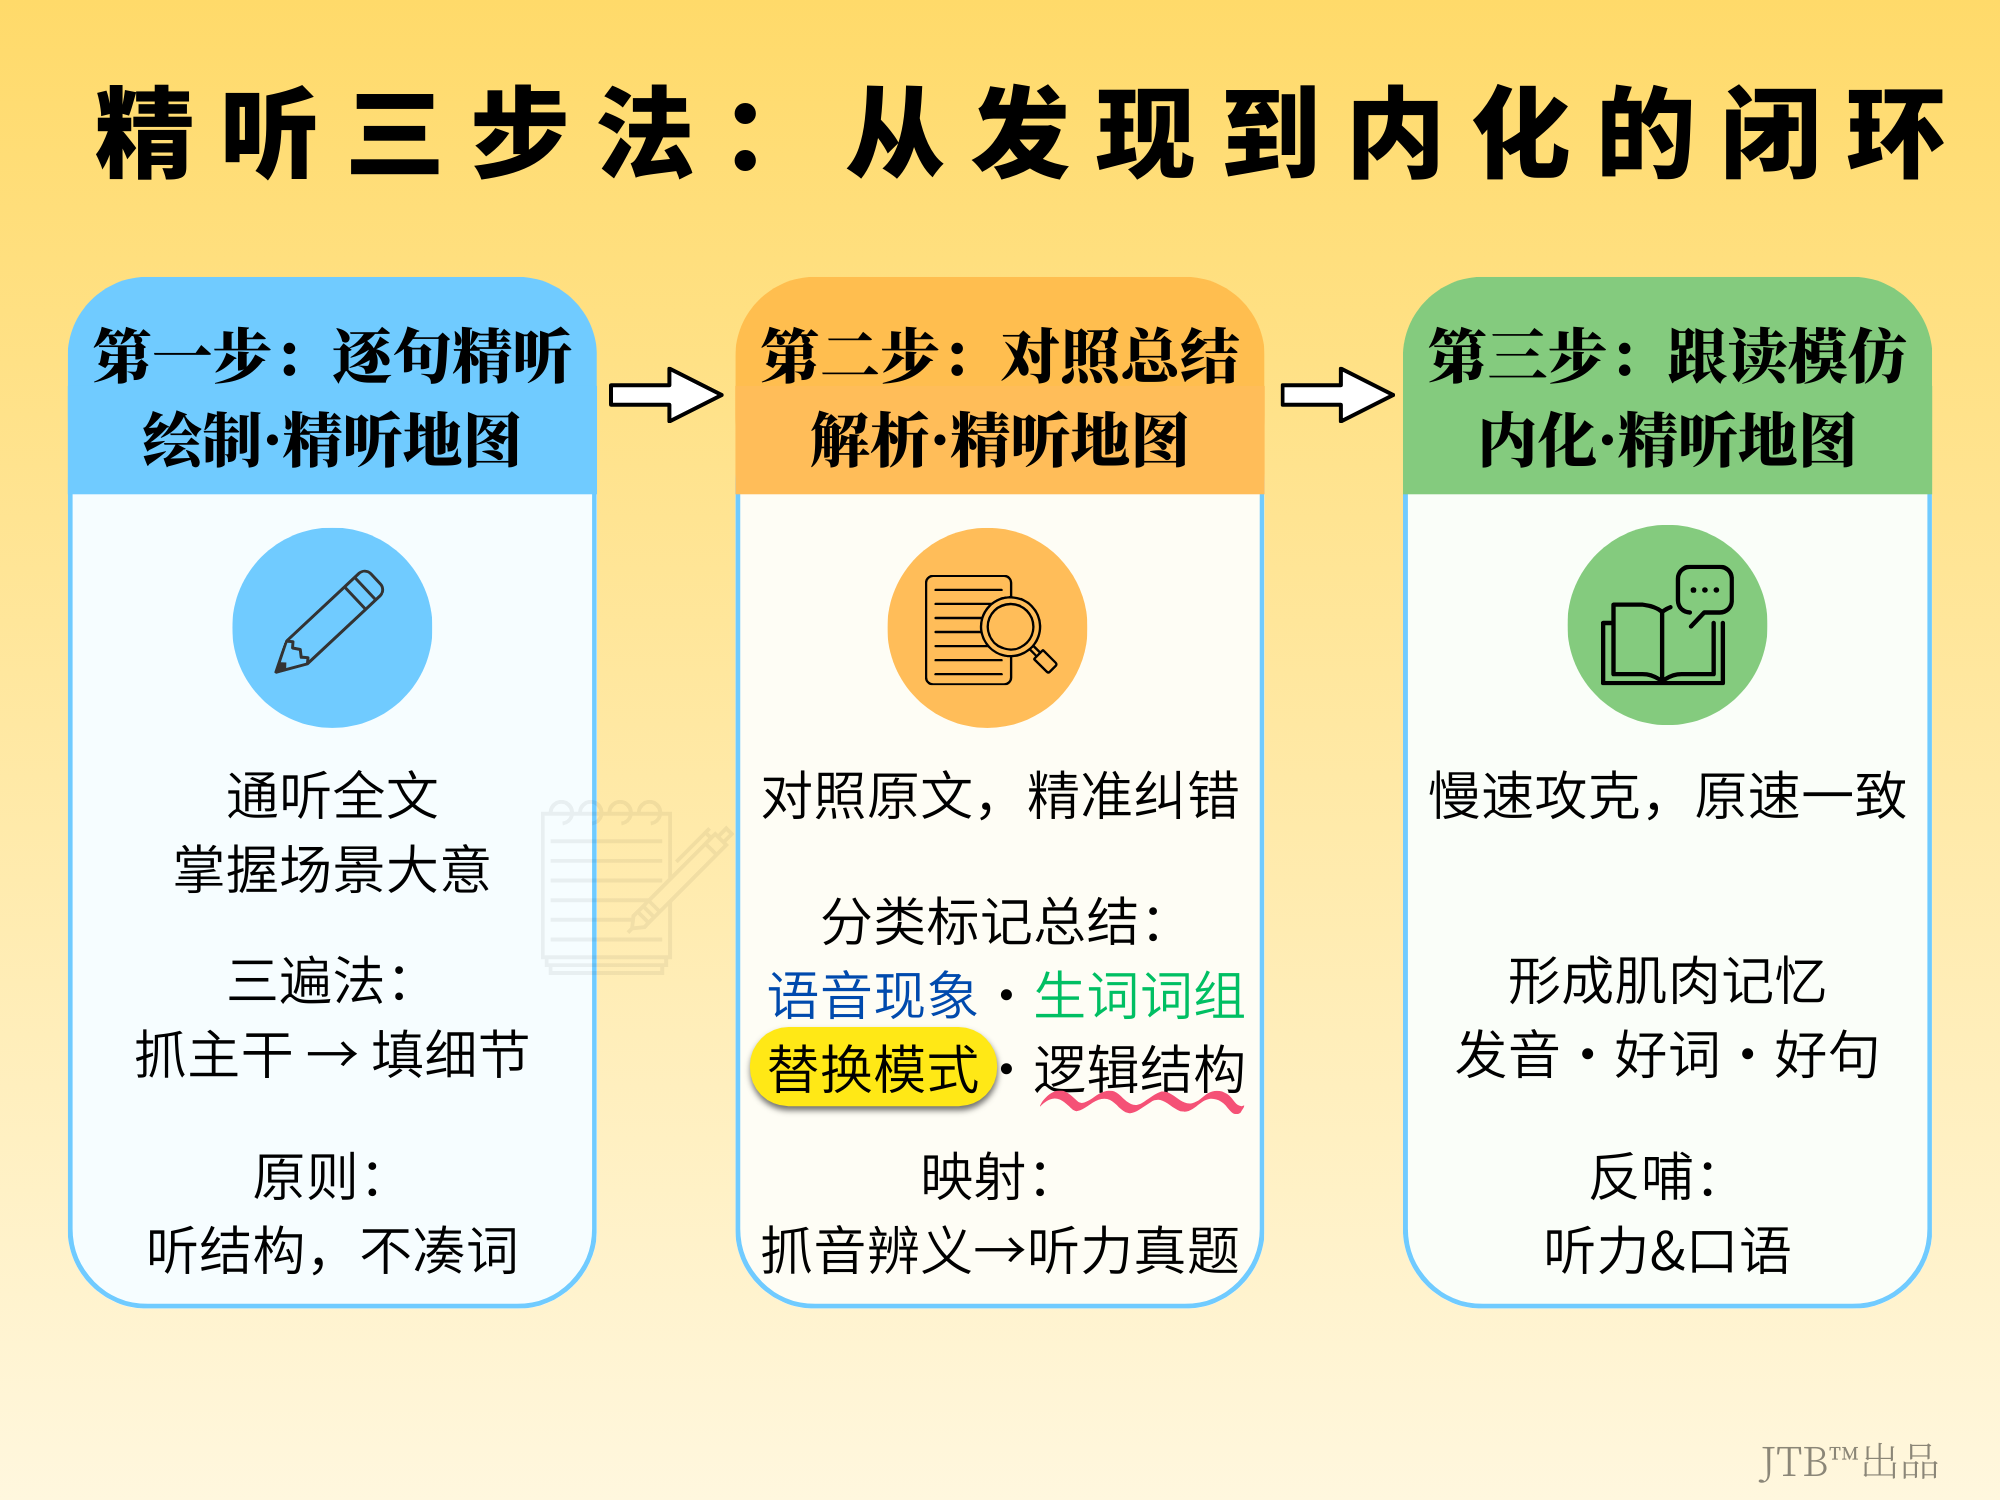 精听三步法：从发现到内化的闭环
第一步：逐句精听
绘制·精听地图
通听全文
掌握场景大意
三遍法：
抓主干 → 填细节
原则：
听结构，不凑词
第二步：对照总结
解析·精听地图
对照原文，精准纠错
分类标记总结：
语音现象·生词词组
替换模式·逻辑结构
映射：
抓音辨义→听力真题
第三步：跟读模仿
内化·精听地图
慢速攻克，原速一致
形成肌肉记忆
发音·好词·好句
反哺：
听力&口语
JTB™出品